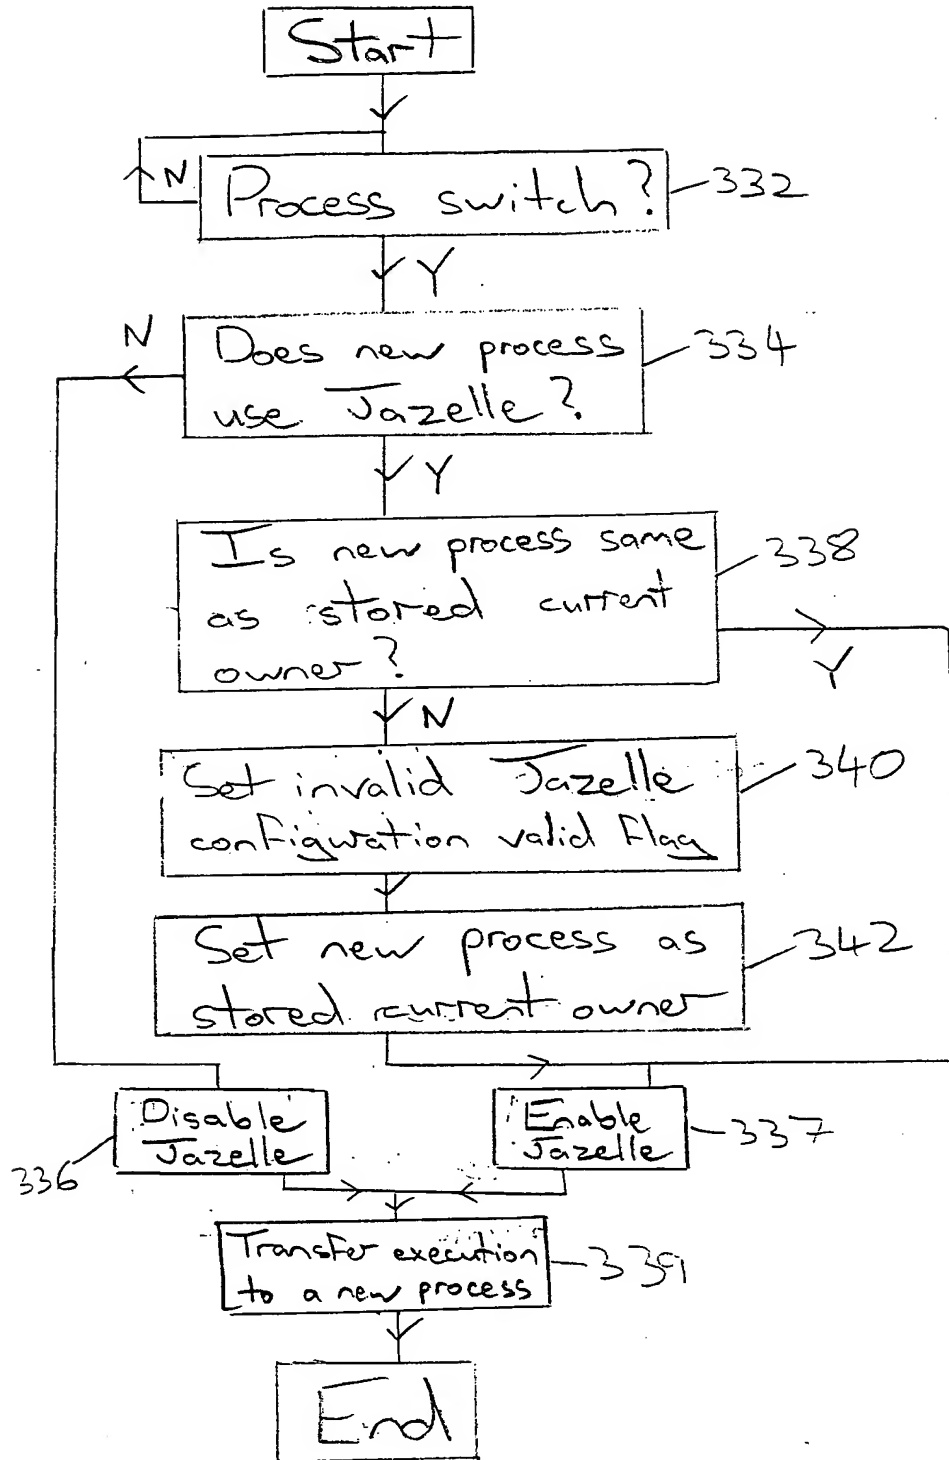 Start
N
Process switch?
332
Y
N
Does new process
use Jazelle?
334
Y
Is new process same
as stored current
owner?
338
Y
N
Set invalid Jazelle
configuration valid flag
340
Set new process as
stored current owner
342
Disable
Jazelle
336
Enable
Jazelle
337
Transfer execution
to a new process
339
End